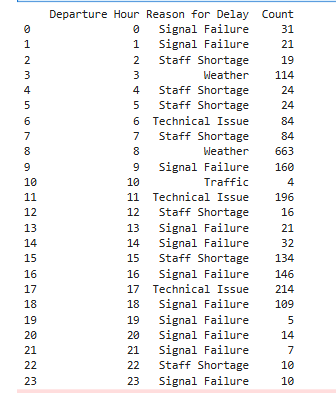 Departure Hour Reason for Delay Count
0 0 Signal Failure 31
1 1 Signal Failure 21
2 2 Staff Shortage 19
3 3 Weather 114
4 4 Staff Shortage 24
5 5 Staff Shortage 24
6 6 Technical Issue 84
7 7 Staff Shortage 84
8 8 Weather 663
9 9 Signal Failure 160
10 10 Traffic 4
11 11 Technical Issue 196
12 12 Staff Shortage 16
13 13 Signal Failure 21
14 14 Signal Failure 32
15 15 Staff Shortage 134
16 16 Signal Failure 146
17 17 Technical Issue 214
18 18 Signal Failure 109
19 19 Signal Failure 5
20 20 Signal Failure 14
21 21 Signal Failure 7
22 22 Staff Shortage 10
23 23 Signal Failure 10